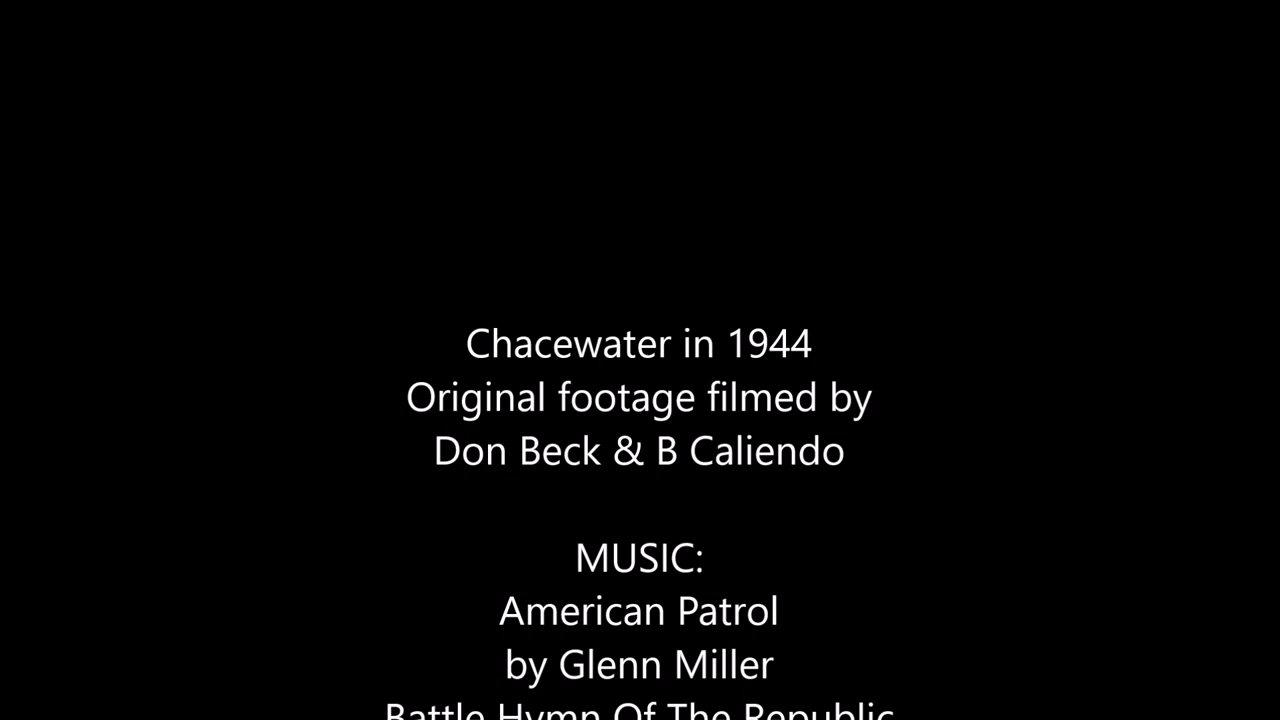 Chacewater in 1944
Original footage filmed by
Don Beck & B Caliendo
MUSIC:
American Patrol
by Glenn Miller
Battle Hymn Of The Republic